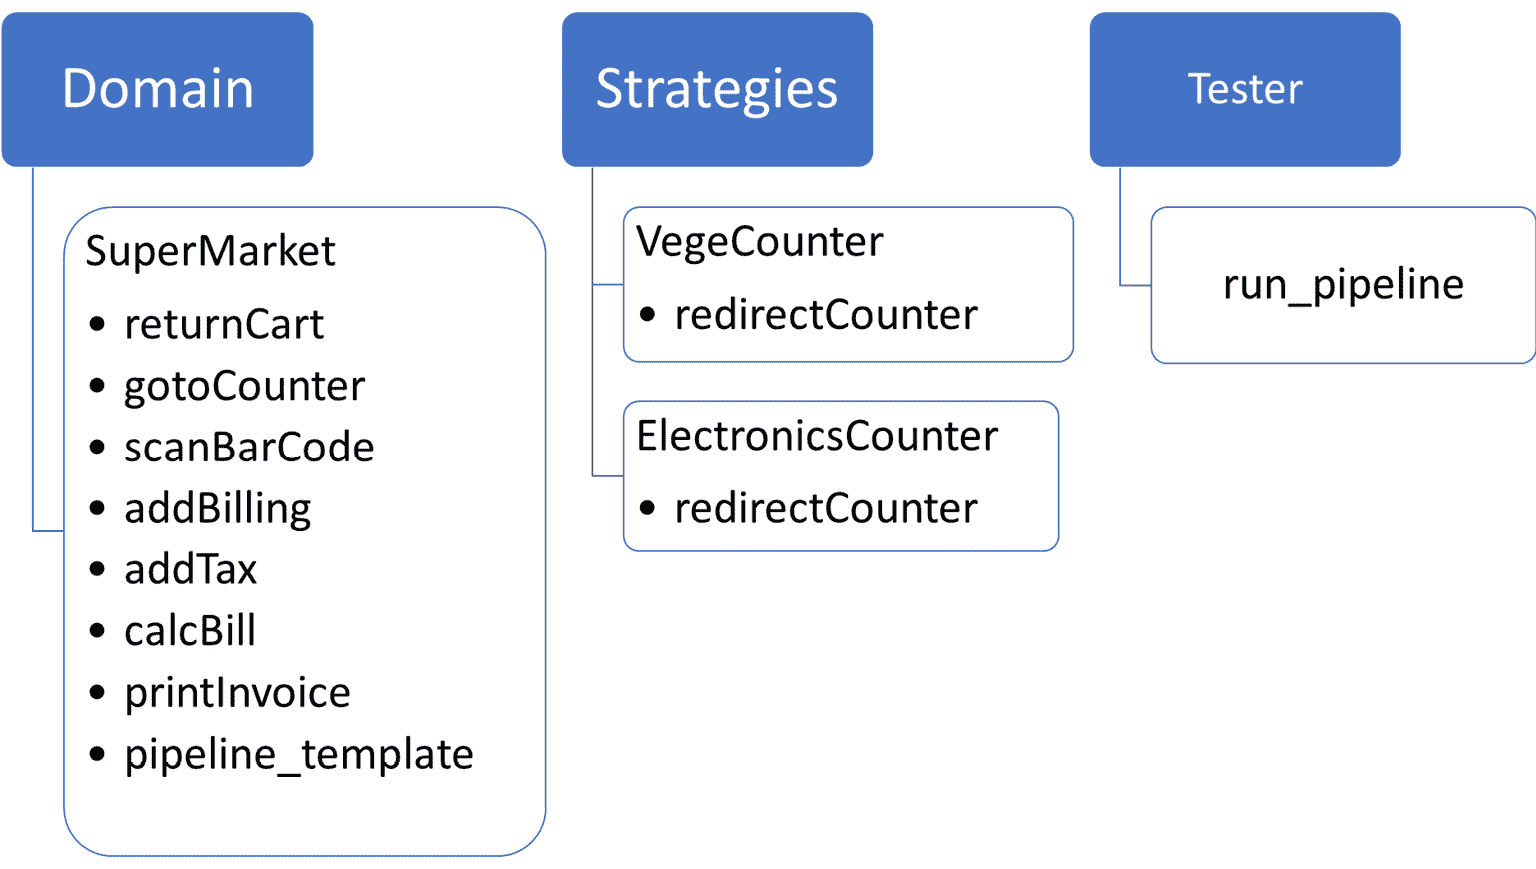 Domain
SuperMarket
• returnCart
• gotoCounter
• scanBarCode
• addBilling
• addTax
• calcBill
• printInvoice
• pipeline_template
Strategies
VegeCounter
• redirectCounter
ElectronicsCounter
• redirectCounter
Tester
run_pipeline